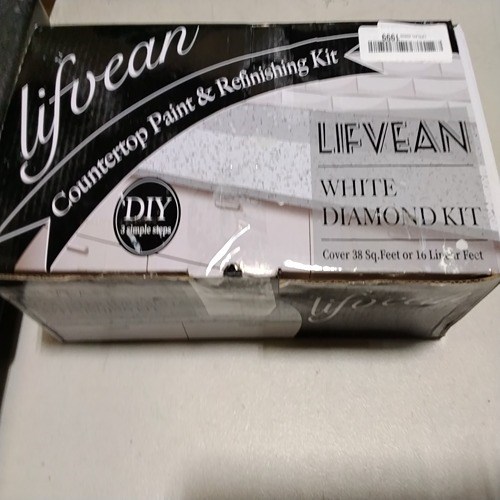 lifvean
Countertop Paint & Refinishing Kit
6661
DIY
3 simple steps
LIFVEAN
WHITE
DIAMOND KIT
Cover 38 Sq.Feet or 16 Linear Feet
lifvean